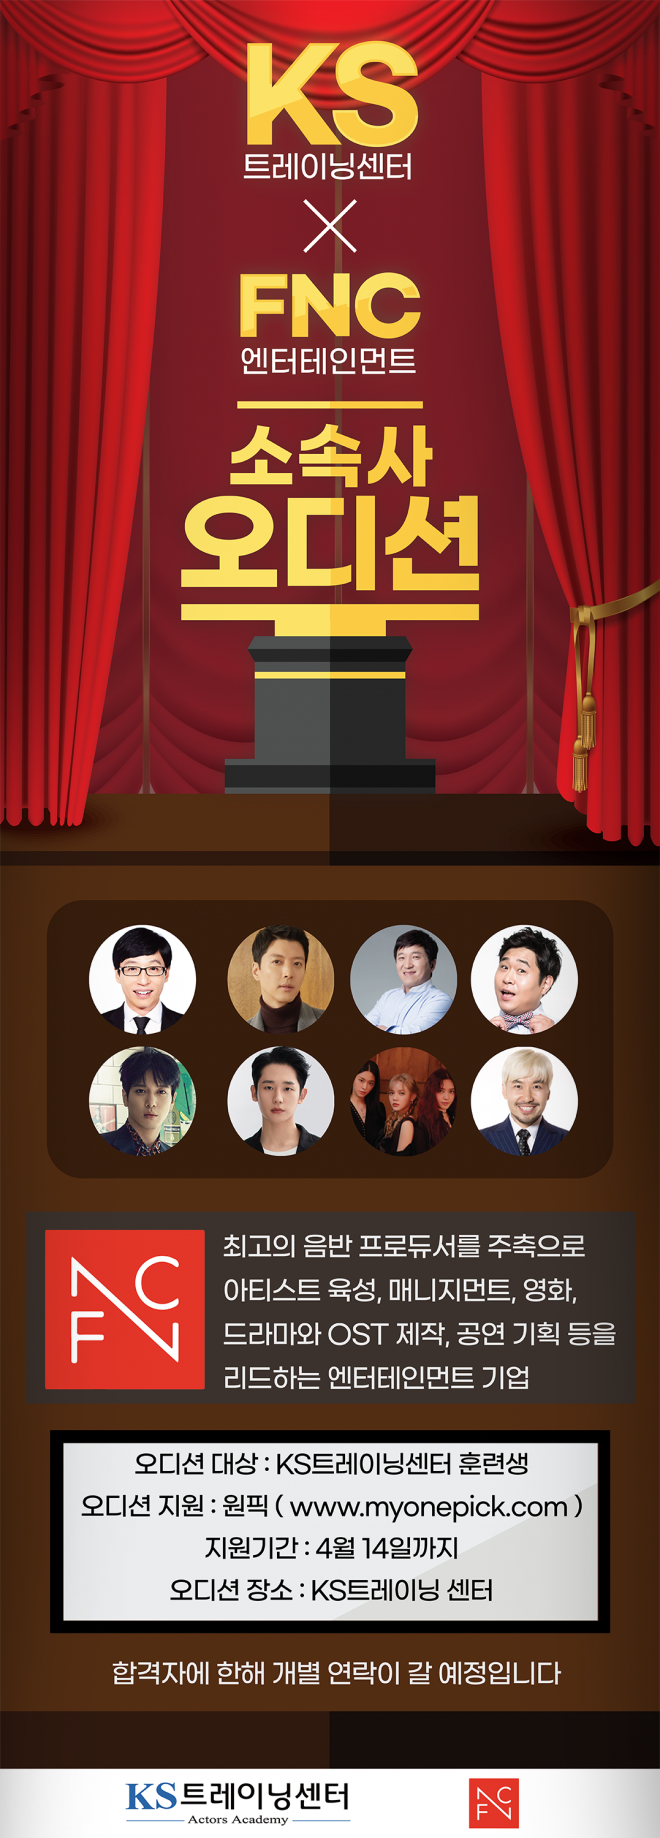 KS
트레이닝센터
FNC
엔터테인먼트
소속사
오디션
FNC
최고의 음반 프로듀서를 주축으로
아티스트 육성, 매니지먼트, 영화,
드라마와 OST 제작, 공연 기획 등을
리드하는 엔터테인먼트 기업
오디션 대상 : KS트레이닝센터 훈련생
오디션 지원 : 원픽 ( www.myonepick.com )
지원기간 : 4월 14일까지
오디션 장소 : KS트레이닝 센터
합격자에 한해 개별 연락이 갈 예정입니다
KS트레이닝센터
Actors Academy
FNC